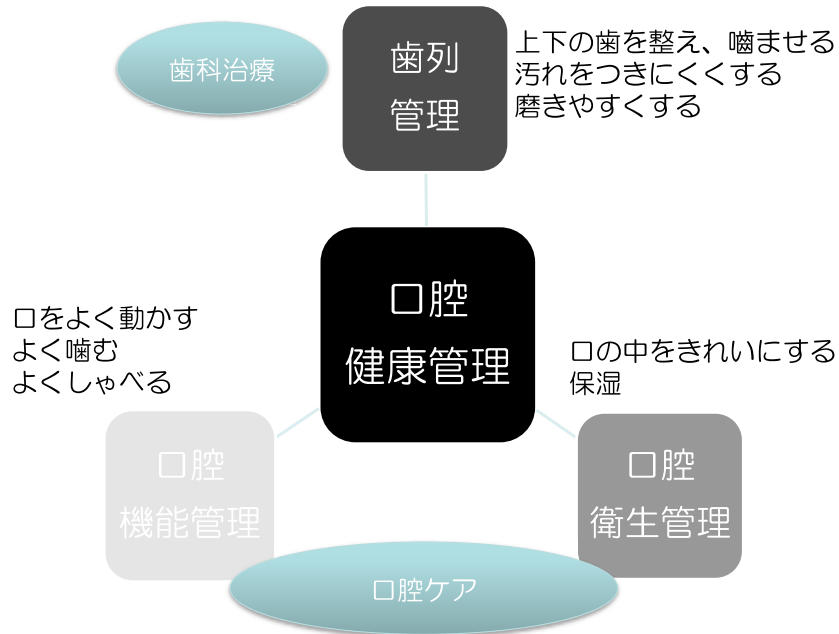 歯科治療
歯列
管理
上下の歯を整え、嚙ませる
汚れをつきにくくする
磨きやすくする
口腔
健康管理
口をよく動かす
よく噛む
よくしゃべる
口の中をきれいにする
保湿
口腔
機能管理
口腔
衛生管理
口腔ケア